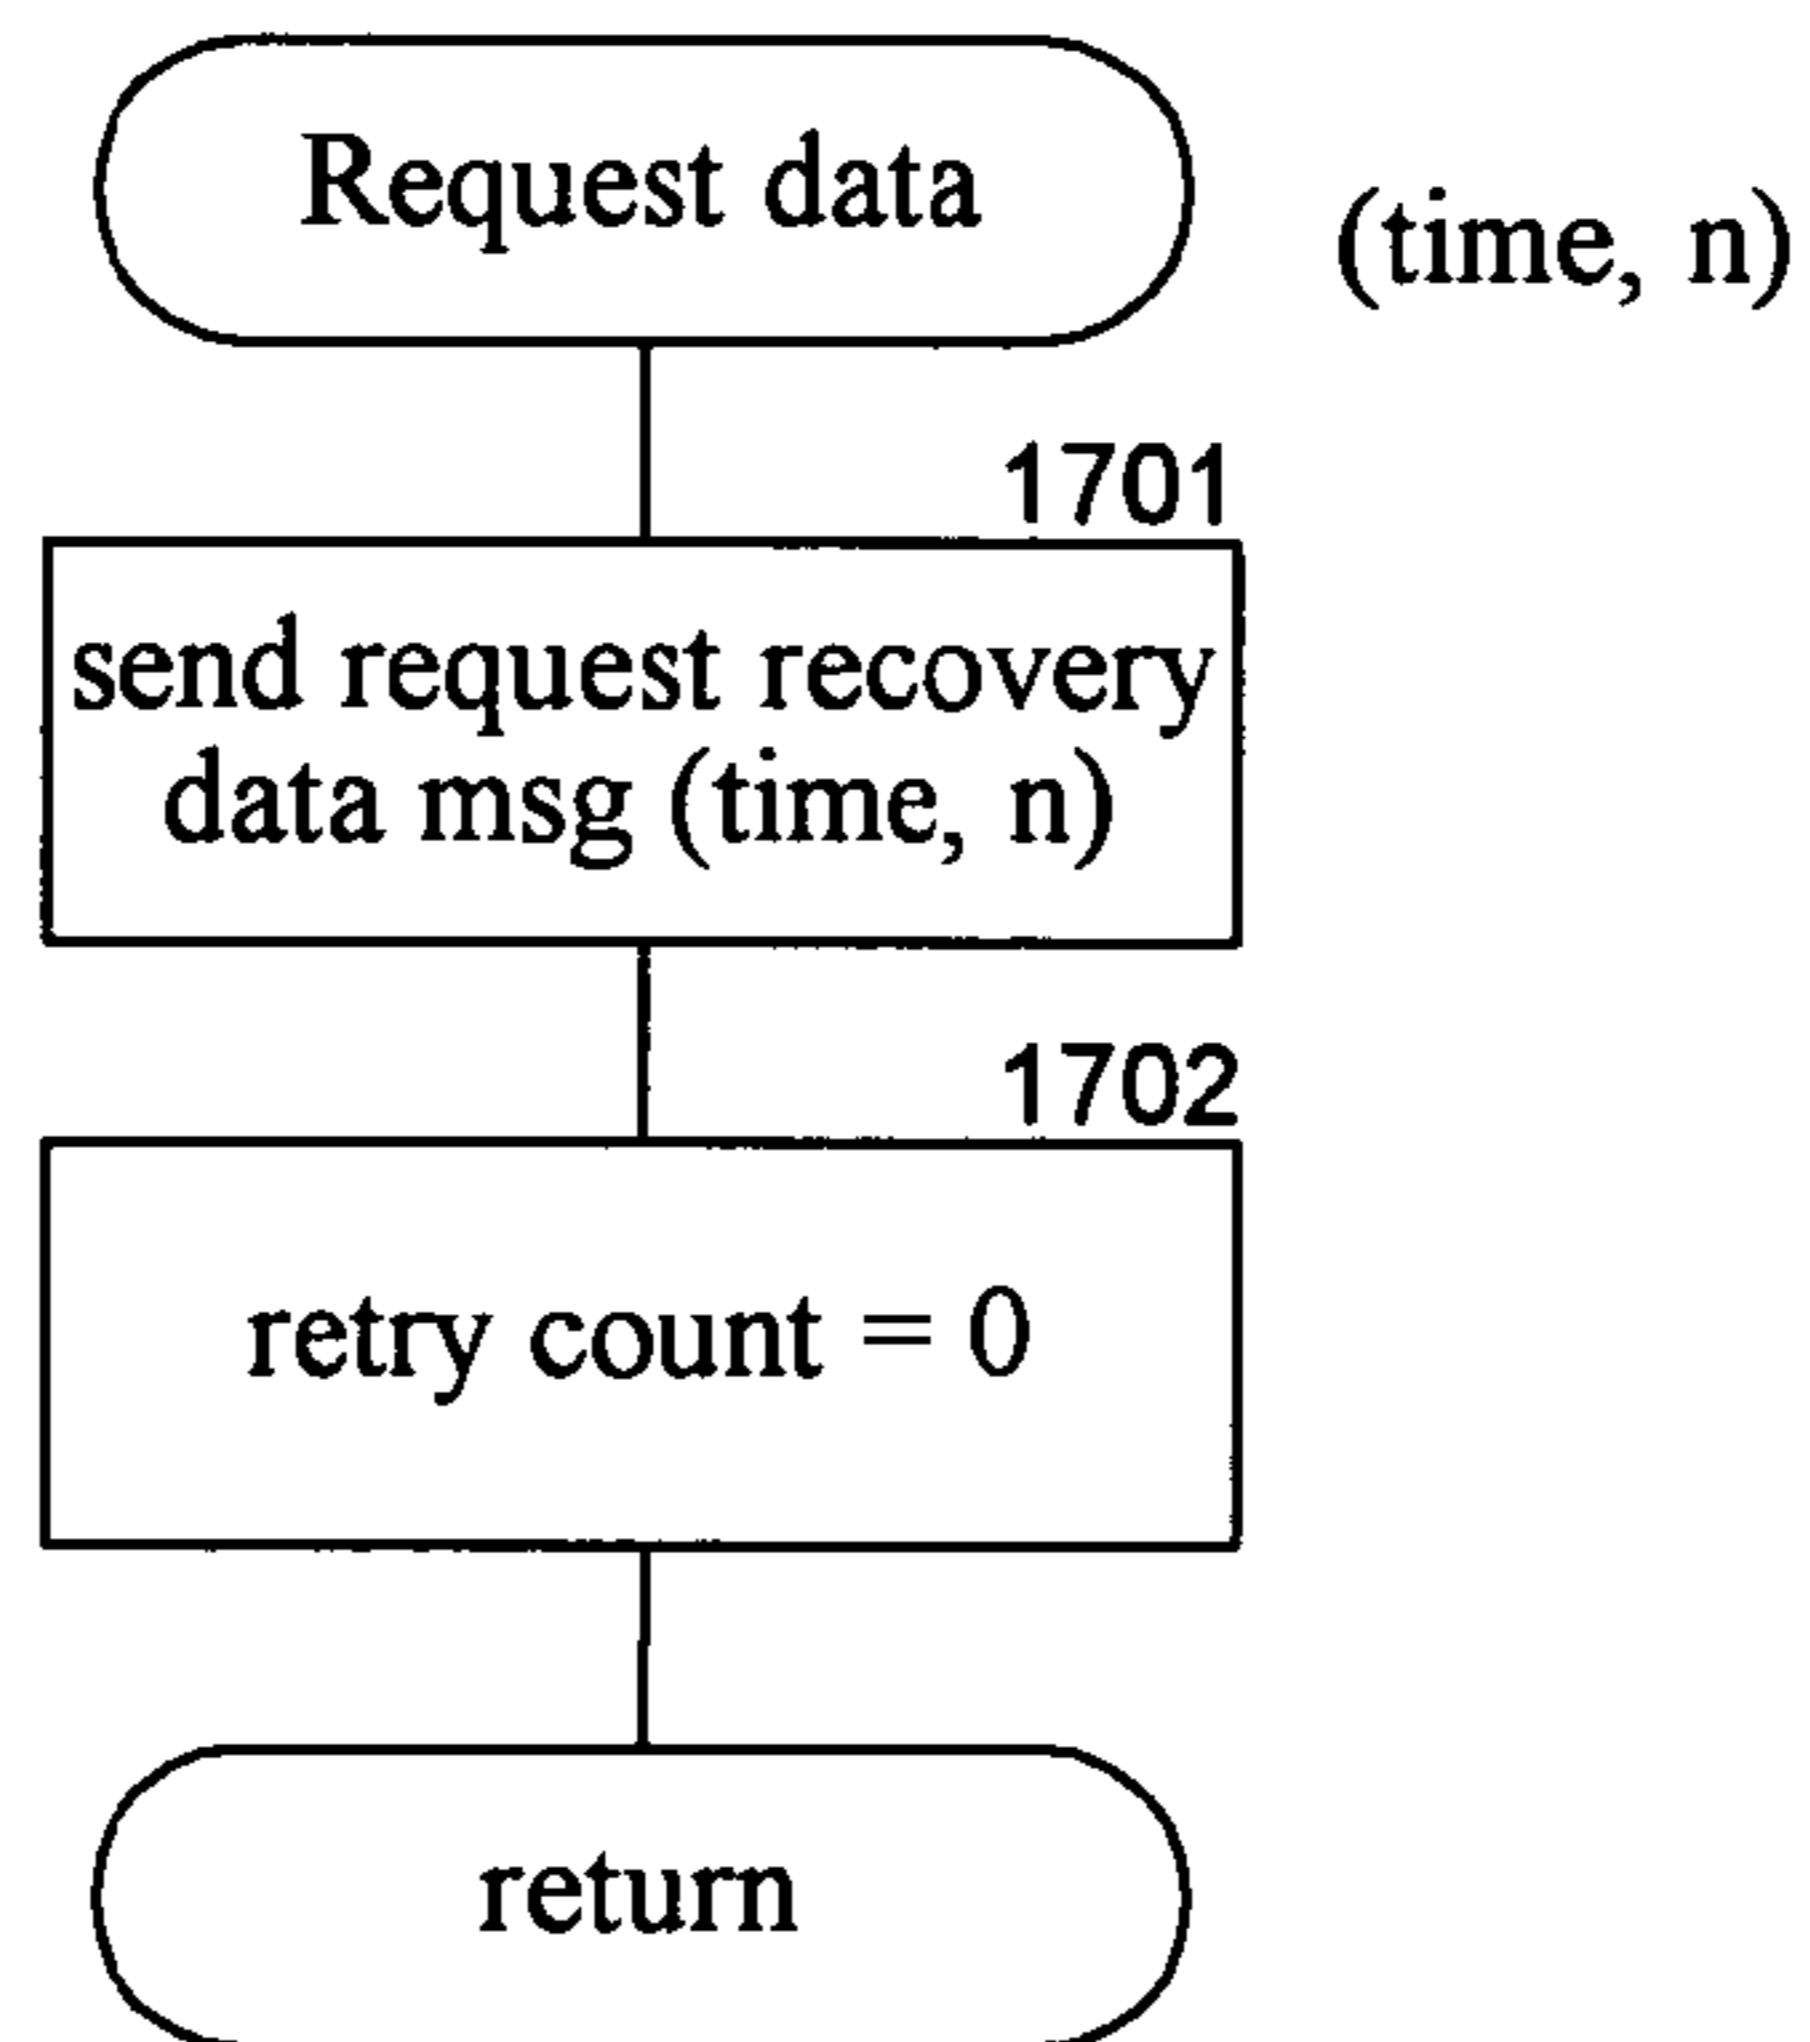 Request data
(time, n)
1701
send request recovery
data msg (time, n)
1702
retry count = 0
return